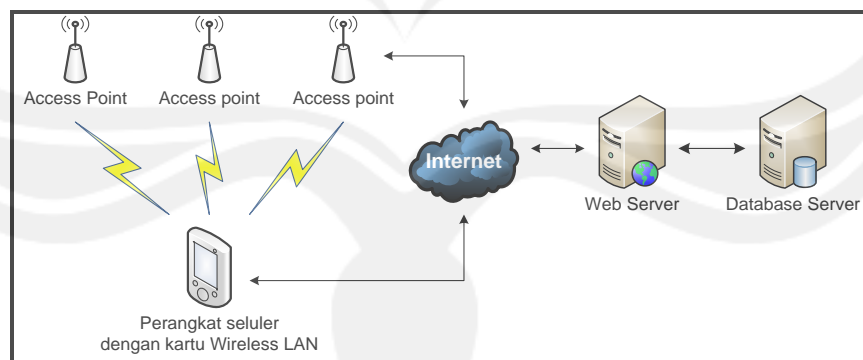 Access Point
Access point
Access point
Internet
Web Server
Database Server
Perangkat seluler
dengan kartu Wireless LAN